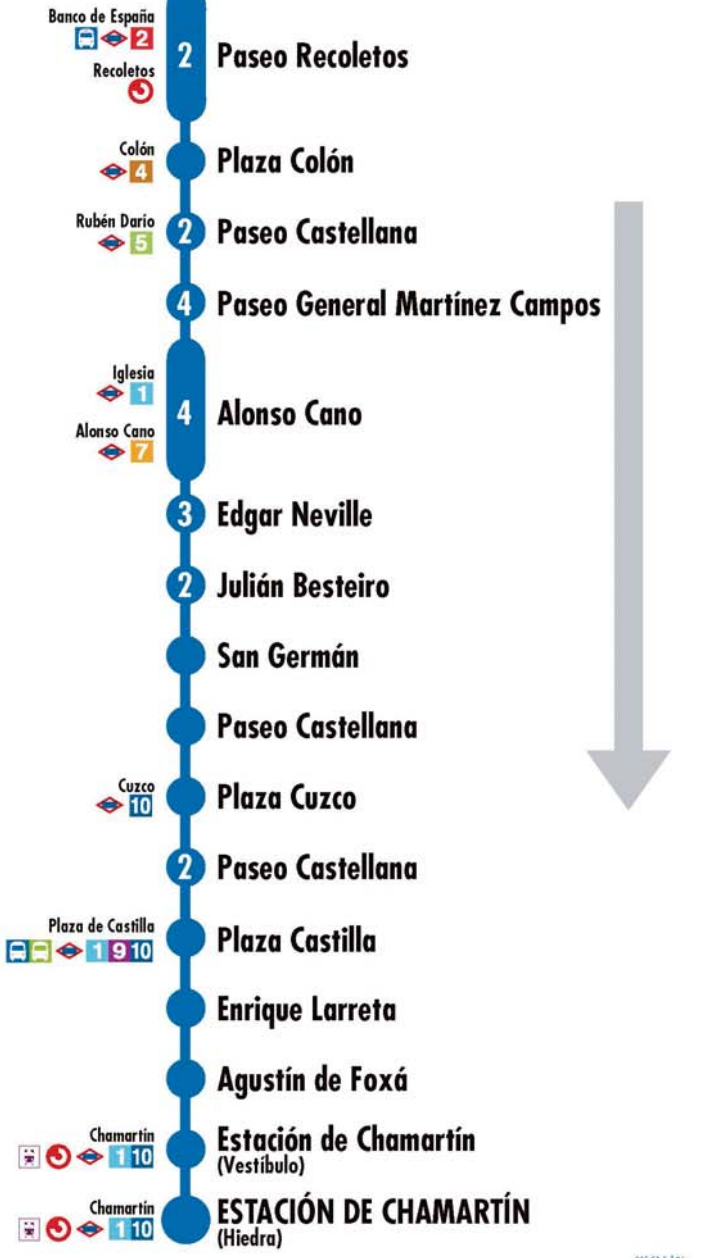 Banco de España
2
Recoletos
2 Paseo Recoletos
Colón
4
Plaza Colón
Rubén Darío
5
2 Paseo Castellana
4 Paseo General Martínez Campos
Iglesia
1
Alonso Cano
7
4 Alonso Cano
3 Edgar Neville
2 Julián Besteiro
San Germán
Paseo Castellana
Cuzco
10
Plaza Cuzco
2 Paseo Castellana
Plaza de Castilla
1 9 10
Plaza Castilla
Enrique Larreta
Agustín de Foxá
Chamartín
1 10
Estación de Chamartín
(Vestíbulo)
Chamartín
1 10
ESTACIÓN DE CHAMARTÍN
(Hiedra)